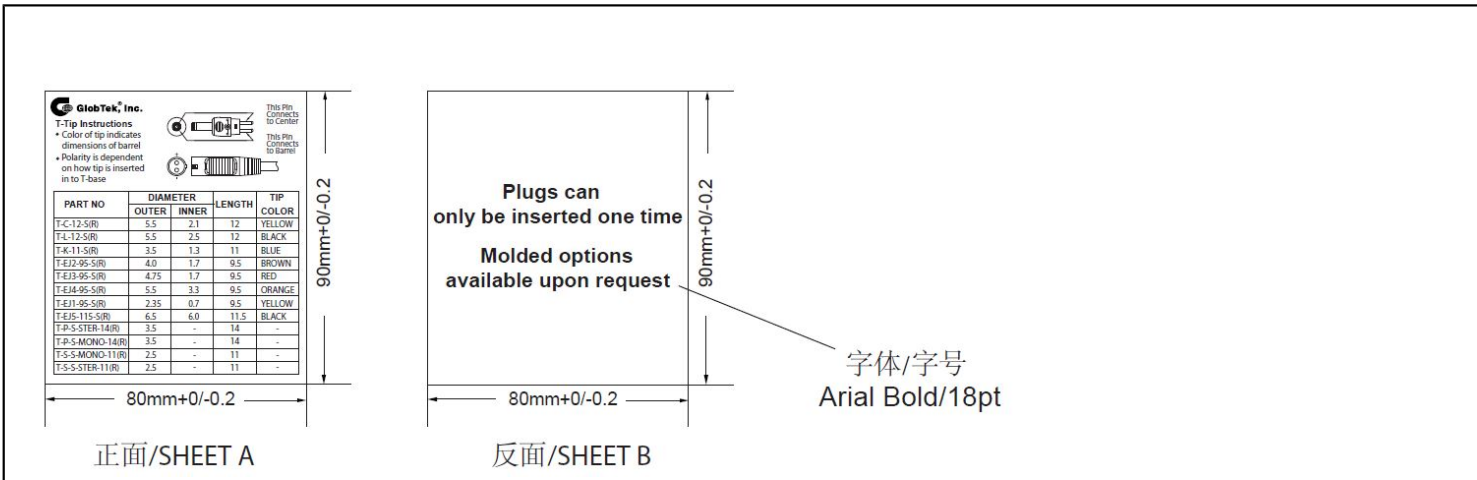 GlobTek, Inc.
®
T-Tip Instructions
Color of tip indicates
dimensions of barrel
Polarity is dependent
on how tip is inserted
in to T-base
This Pin
Connects
to Center
This Pin
Connects
to Barrel
PART NO DIAMETER LENGTH TIP
OUTER INNER COLOR
T-C-12-S(R) 5.5 2.1 12 YELLOW
T-L-12-S(R) 5.5 2.5 12 BLACK
T-K-11-S(R) 3.5 1.3 11 BLUE
T-EJ2-95-S(R) 4.0 1.7 9.5 BROWN
T-EJ3-95-S(R) 4.75 1.7 9.5 RED
T-EJ4-95-S(R) 5.5 3.3 9.5 ORANGE
T-EJ1-95-S(R) 2.35 0.7 9.5 YELLOW
T-EJ5-115-S(R) 6.5 6.0 11.5 BLACK
T-P-S-STER-14(R) 3.5 - 14 -
T-P-S-MONO-14(R) 3.5 - 14 -
T-S-S-MONO-11(R) 2.5 - 11 -
T-S-S-STER-11(R) 2.5 - 11 -
90mm+0/-0.2
80mm+0/-0.2
正面/SHEET A
Plugs can
only be inserted one time
Molded options
available upon request
90mm+0/-0.2
80mm+0/-0.2
反面/SHEET B
字体/字号
Arial Bold/18pt